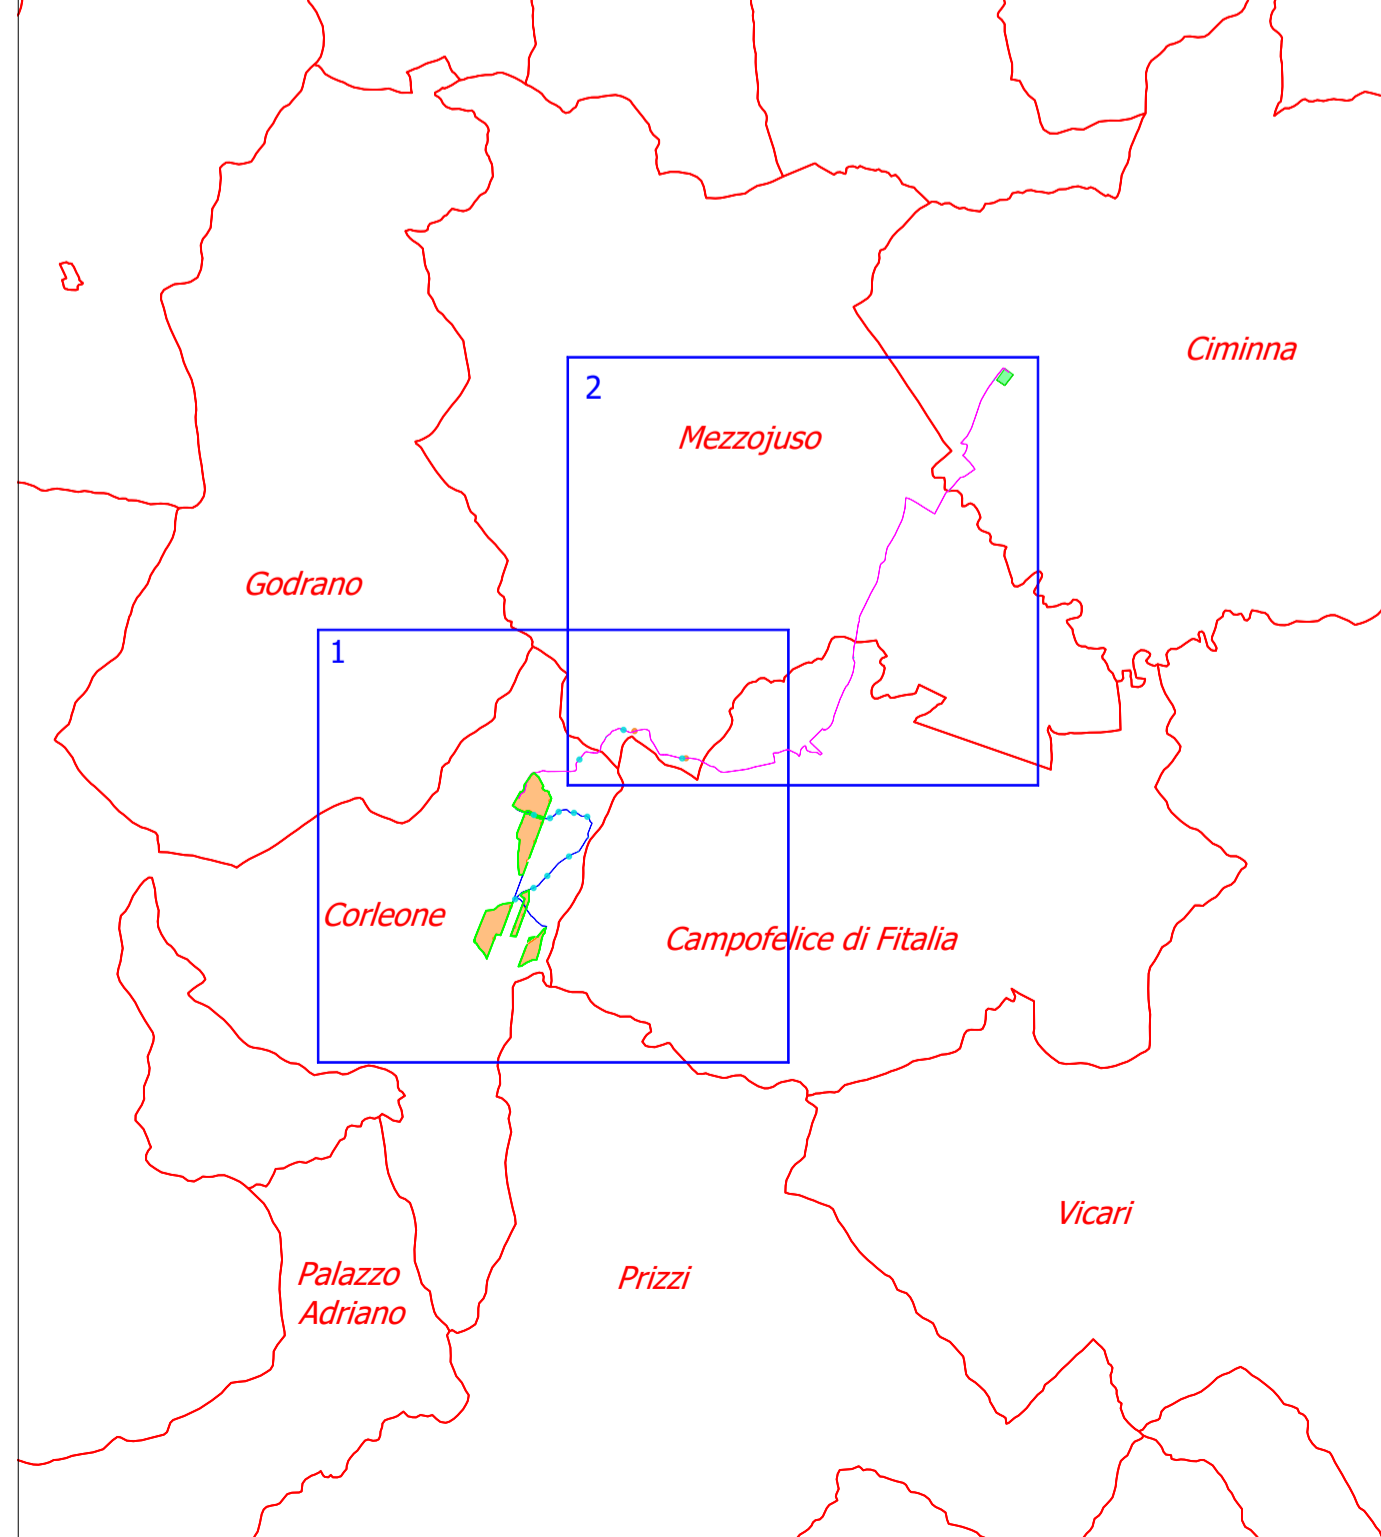 Ciminna
2
Mezzojuso
Godrano
1
Corleone
Campofelice di Fitalia
Vicari
Palazzo
Adriano
Prizzi